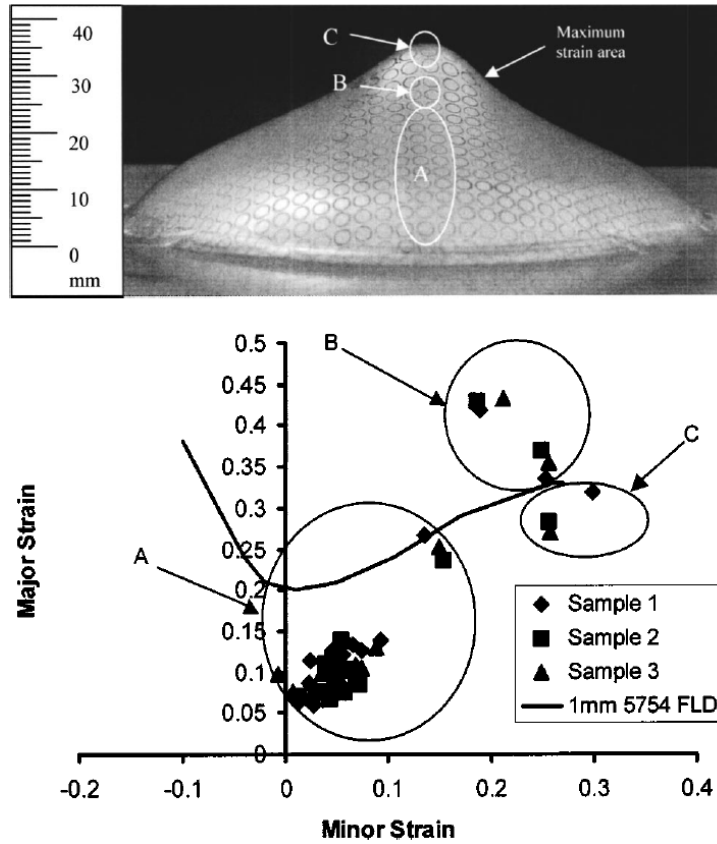 40
30
20
10
0
mm
C
B
A
Maximum
strain area
0.5
0.45
0.4
0.35
0.3
0.25
0.2
0.15
0.1
0.05
0
-0.2
-0.1
0
0.1
0.2
0.3
0.4
Major Strain
Minor Strain
A
B
C
Sample 1
Sample 2
Sample 3
1mm 5754 FLD